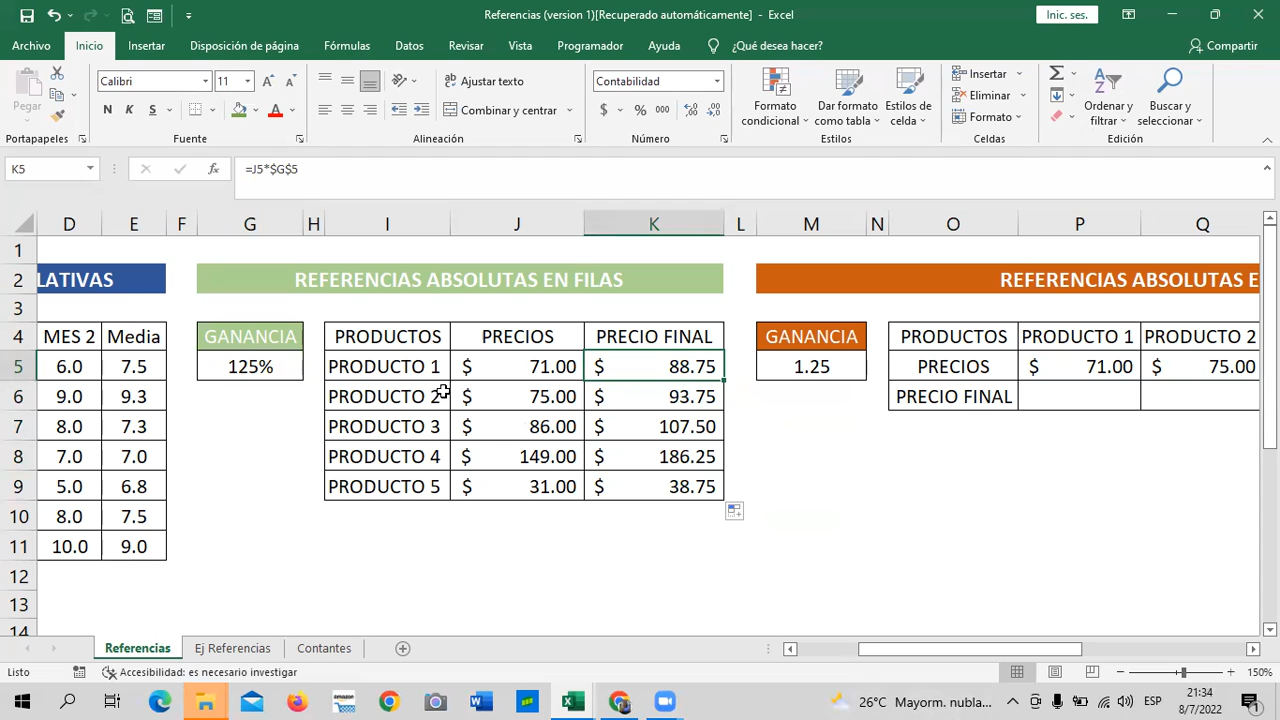 Referencias (version 1)[Recuperado automáticamente] - Excel
Inic. ses.
Archivo Inicio Insertar Disposición de página Fórmulas Datos Revisar Vista Programador Ayuda ¿Qué desea hacer? Compartir
Pegar
Calibri 11
N K S
Ajustar texto
Combinar y centrar
Contabilidad
$ % 000
Formato condicional
Dar formato como tabla
Estilos de celda
Insertar
Eliminar
Formato
Ordenar y filtrar
Buscar y seleccionar
Portapapeles Fuente Alineación Número Estilos Celdas Edición
K5 fx =J5*$G$5
D E F G H I J K L M N O P Q
1
2 LATIVAS REFERENCIAS ABSOLUTAS EN FILAS REFERENCIAS ABSOLUTAS E
3
4 MES 2 Media GANANCIA PRODUCTOS PRECIOS PRECIO FINAL GANANCIA PRODUCTOS PRODUCTO 1 PRODUCTO 2
5 6.0 7.5 125% PRODUCTO 1 $ 71.00 $ 88.75 1.25 PRECIOS $ 71.00 $ 75.00
6 9.0 9.3 PRODUCTO 2 $ 75.00 $ 93.75 PRECIO FINAL
7 8.0 7.3 PRODUCTO 3 $ 86.00 $ 107.50
8 7.0 7.0 PRODUCTO 4 $ 149.00 $ 186.25
9 5.0 6.8 PRODUCTO 5 $ 31.00 $ 38.75
10 8.0 7.5
11 10.0 9.0
12
13
14
Referencias Ej Referencias Contantes
Listo Accesibilidad: es necesario investigar 150%
26°C Mayorm. nubla... ESP 21:34
8/7/2022